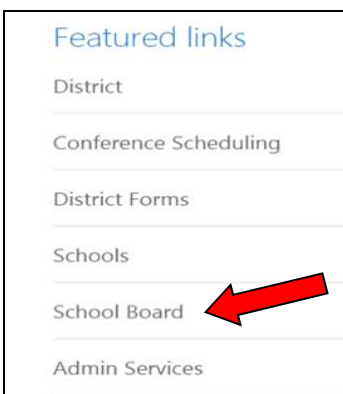 Featured links
District
Conference Scheduling
District Forms
Schools
School Board
Admin Services